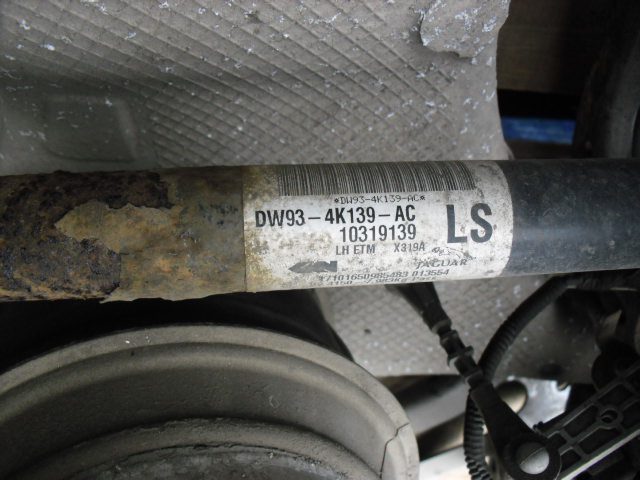 *DW93-4K139-AC*
DW93-4K139-AC
10319139
LS
LH ETM X319A
JAGUAR